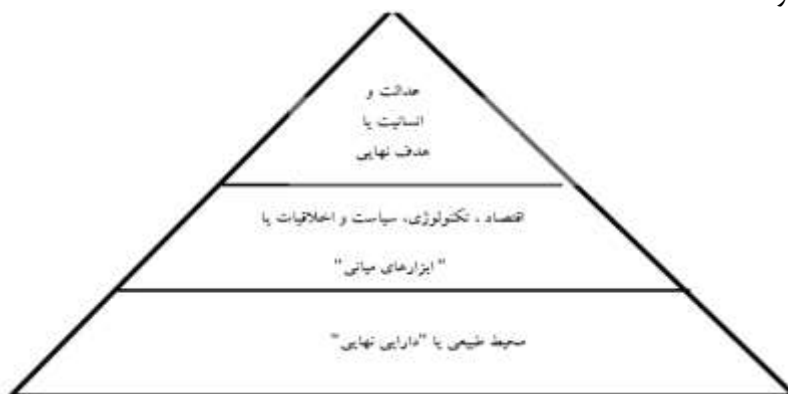 عدالت و
انسانیت یا
هدف نهایی
اقتصاد ، تکنولوژی، سیاست و اخلاقیات یا
"ابزارهای میانی"
محیط طبیعی یا "دارایی نهایی"